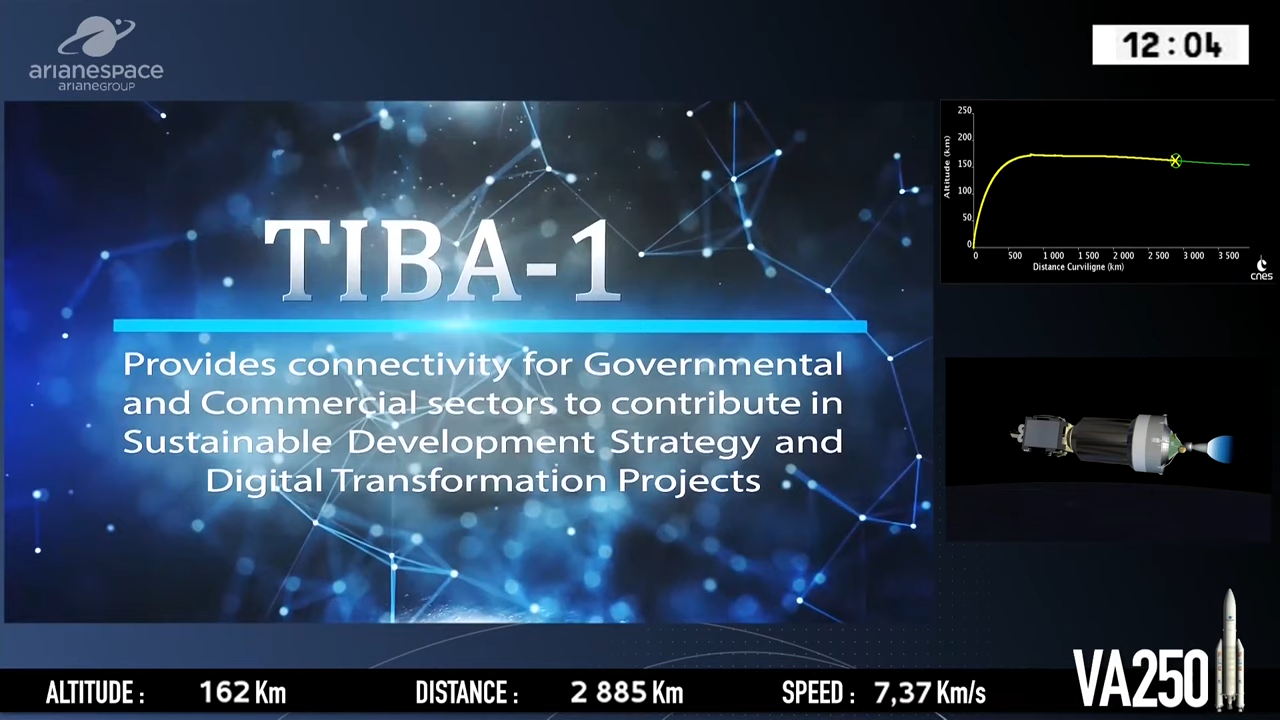 arianespace
arianeGROUP
12:04
TIBA-1
Provides connectivity for Governmental
and Commercial sectors to contribute in
Sustainable Development Strategy and
Digital Transformation Projects
Altitude (km)
250
200
150
100
50
0
0 500 1 000 1 500 2 000 2 500 3 000 3 500
Distance Curviligne (km)
cnes
ALTITUDE : 162 Km DISTANCE : 2 885 Km SPEED : 7,37 Km/s
VA250